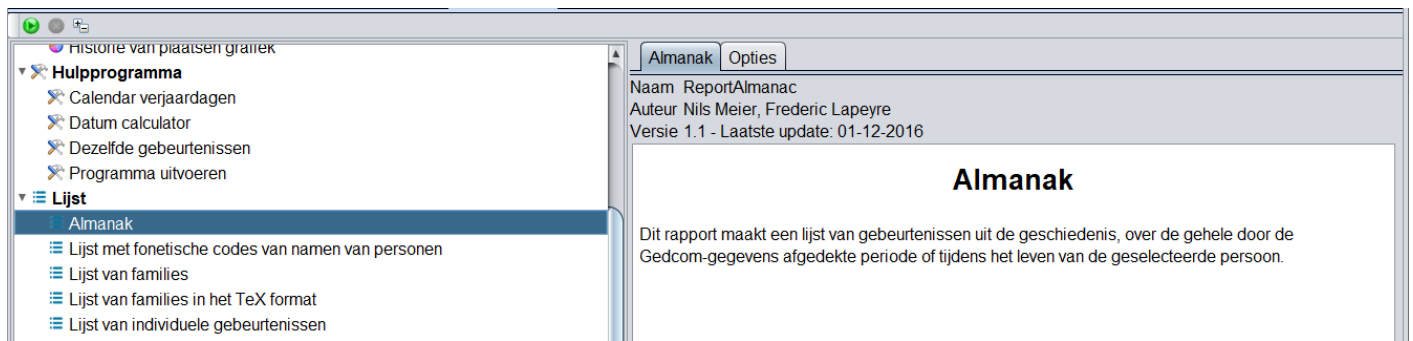 Historie van plaatsen grafiek
Hulpprogramma
Calendar verjaardagen
Datum calculator
Dezelfde gebeurtenissen
Programma uitvoeren
Lijst
Almanak
Lijst met fonetische codes van namen van personen
Lijst van families
Lijst van families in het TeX format
Lijst van individuele gebeurtenissen
Almanak Opties
Naam ReportAlmanac
Auteur Nils Meier, Frederic Lapeyre
Versie 1.1 - Laatste update: 01-12-2016
Almanak
Dit rapport maakt een lijst van gebeurtenissen uit de geschiedenis, over de gehele door de
Gedcom-gegevens afgedekte periode of tijdens het leven van de geselecteerde persoon.